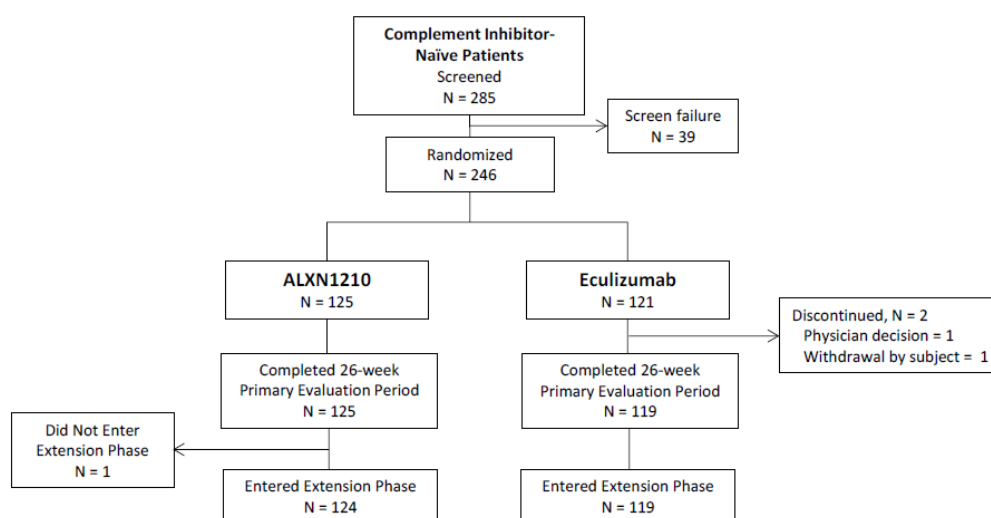 Complement Inhibitor-
Naïve Patients
Screened
N = 285
Screen failure
N = 39
Randomized
N = 246
ALXN1210
N = 125
Eculizumab
N = 121
Discontinued, N = 2
Physician decision = 1
Withdrawal by subject = 1
Completed 26-week
Primary Evaluation Period
N = 125
Completed 26-week
Primary Evaluation Period
N = 119
Did Not Enter
Extension Phase
N = 1
Entered Extension Phase
N = 124
Entered Extension Phase
N = 119